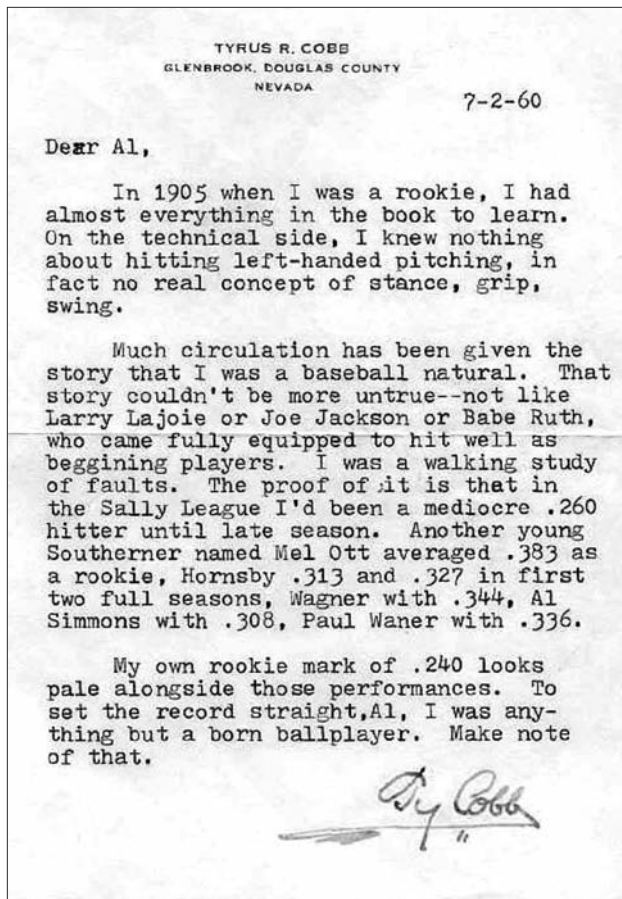 TYRUS R. COBB
GLENBROOK, DOUGLAS COUNTY
NEVADA
7-2-60
Dear Al,
In 1905 when I was a rookie, I had
almost everything in the book to learn.
On the technical side, I knew nothing
about hitting left-handed pitching, in
fact no real concept of stance, grip,
swing.
Much circulation has been given the
story that I was a baseball natural.  That
story couldn't be more untrue--not like
Larry Lajoie or Joe Jackson or Babe Ruth,
who came fully equipped to hit well as
beggining players.  I was a walking study
of faults.  The proof of it is that in
the Sally League I'd been a mediocre .260
hitter until late season.  Another young
Southerner named Mel Ott averaged .383 as
a rookie, Hornsby .313 and .327 in first
two full seasons, Wagner with .344, Al
Simmons with .308, Paul Waner with .336.
My own rookie mark of .240 looks
pale alongside those performances.  To
set the record straight,Al, I was any-
thing but a born ballplayer.  Make note
of that.
Ty Cobb